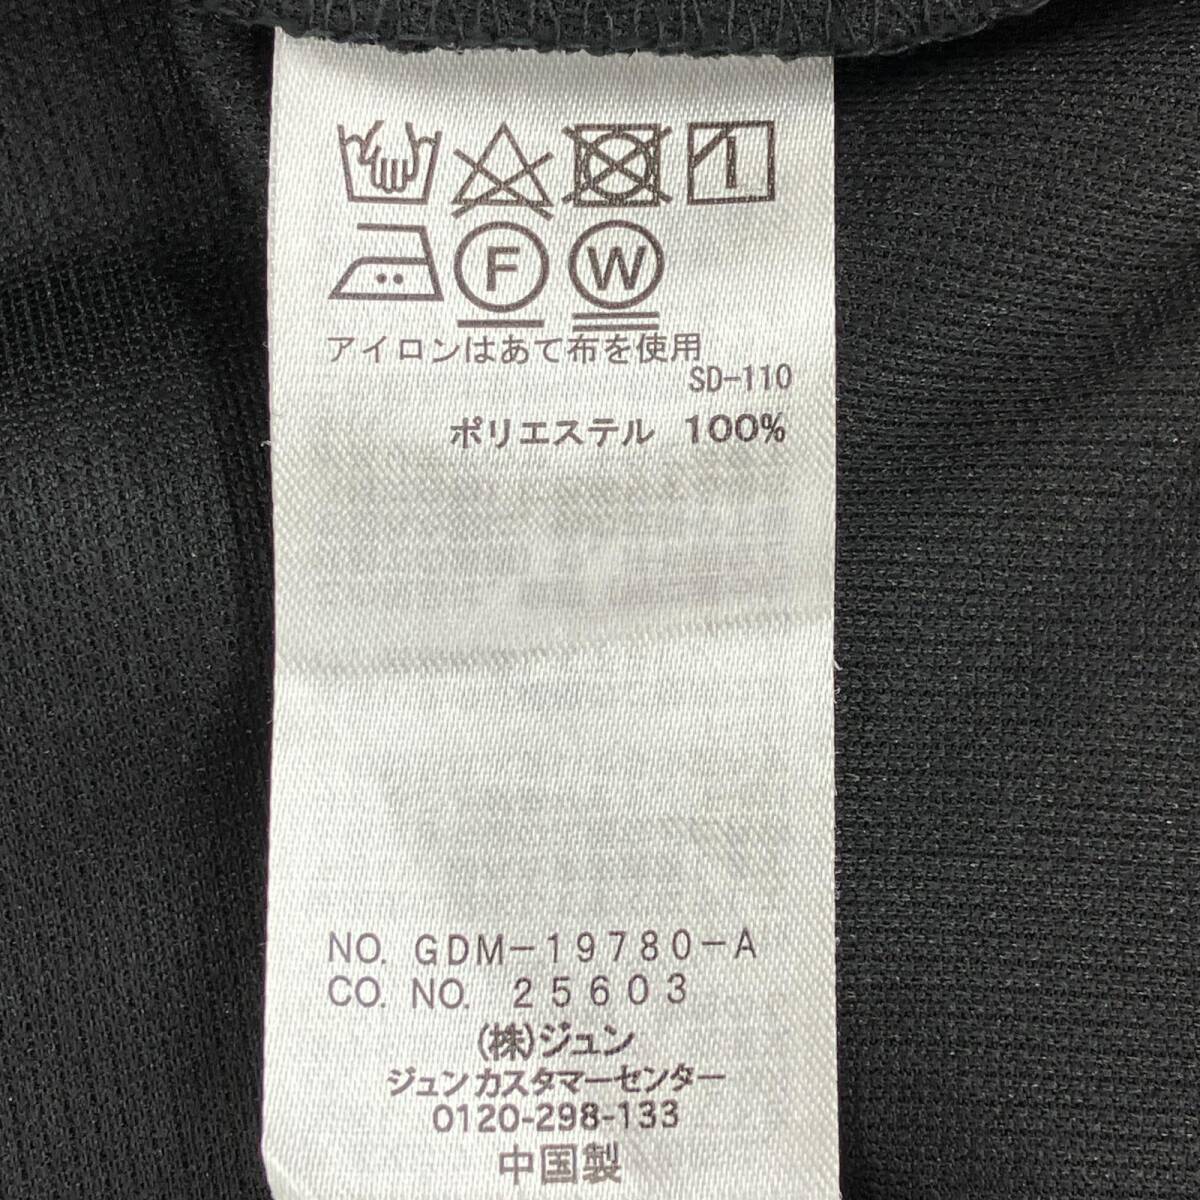 F W
アイロンはあて布を使用
SD-110
ポリエステル 100%
NO. GDM-19780-A
CO. NO. 25603
(株)ジュン
ジュンカスタマーセンター
0120-298-133
中国製